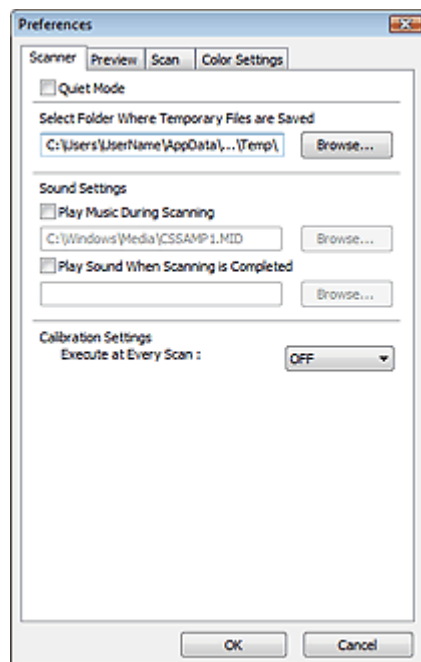 Preferences
Scanner Preview Scan Color Settings
Quiet Mode
Select Folder Where Temporary Files are Saved
C:\Users\UserName\AppData\...\Temp\ Browse...
Sound Settings
Play Music During Scanning
C:\Windows\Media\CSSAMP1.MID Browse...
Play Sound When Scanning is Completed
Browse...
Calibration Settings
Execute at Every Scan : OFF
OK Cancel